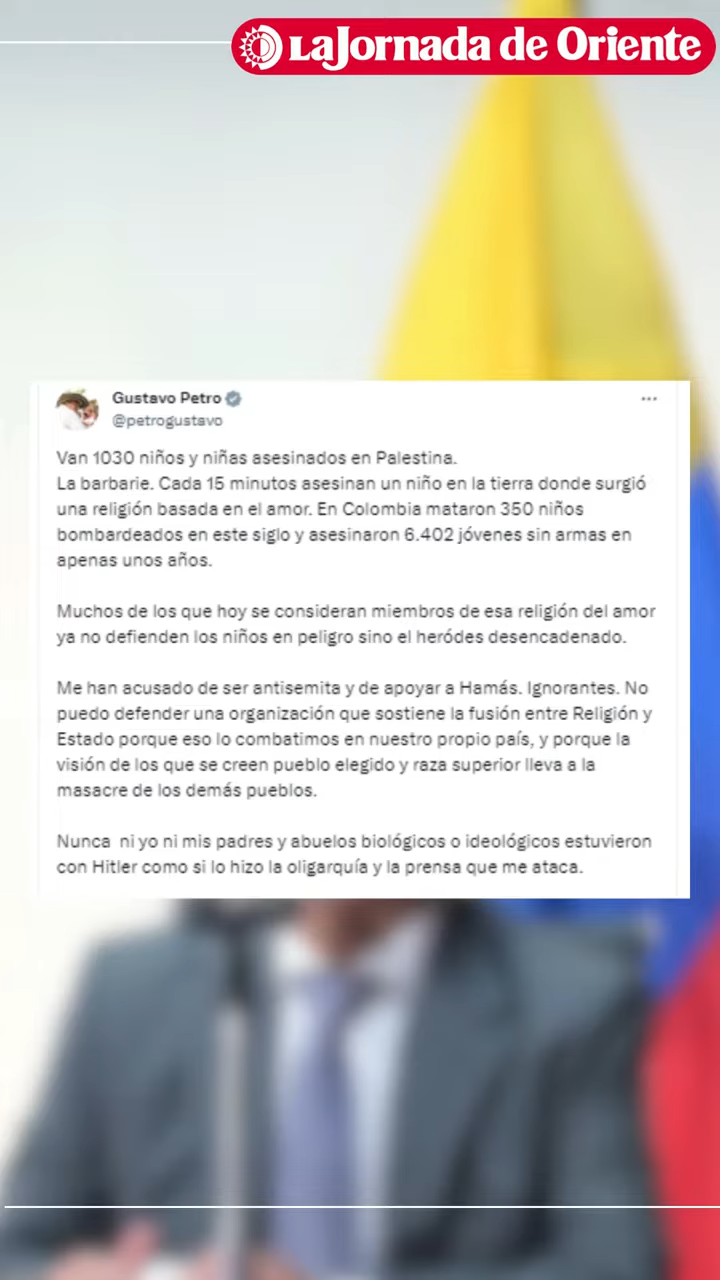 LaJornada de Oriente
Gustavo Petro
@petrogustavo
Van 1030 niños y niñas asesinados en Palestina.
La barbarie. Cada 15 minutos asesinan un niño en la tierra donde surgió
una religión basada en el amor. En Colombia mataron 350 niños
bombardeados en este siglo y asesinaron 6.402 jóvenes sin armas en
apenas unos años.
Muchos de los que hoy se consideran miembros de esa religión del amor
ya no defienden los niños en peligro sino el heródes desencadenado.
Me han acusado de ser antisemita y de apoyar a Hamás. Ignorantes. No
puedo defender una organización que sostiene la fusión entre Religión y
Estado porque eso lo combatimos en nuestro propio país, y porque la
visión de los que se creen pueblo elegido y raza superior lleva a la
masacre de los demás pueblos.
Nunca  ni yo ni mis padres y abuelos biológicos o ideológicos estuvieron
con Hitler como si lo hizo la oligarquía y la prensa que me ataca.